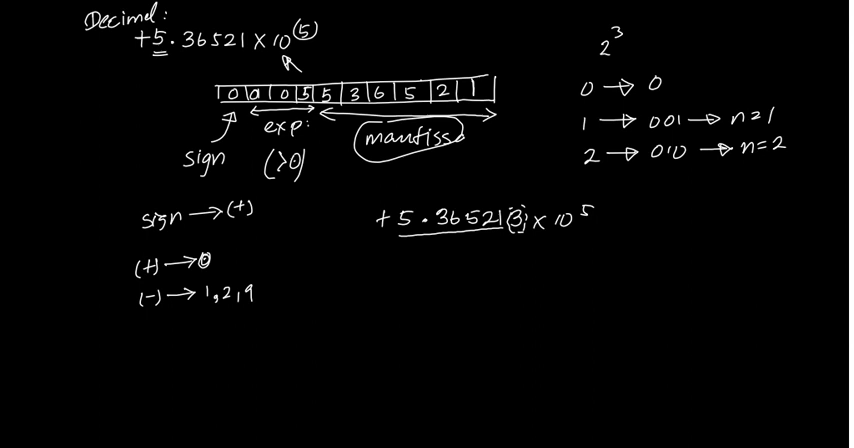 Decimal:
+5.36521 × 10^(5)
0 0 0 5 5 3 6 5 2 1
sign
exp:
(>0)
mantissa
2^3
0 → 0
1 → 001 → n=1
2 → 010 → n=2
sign → (+)
(+) → 0
(-) → 1,2,9
+5.36521{3} × 10^5